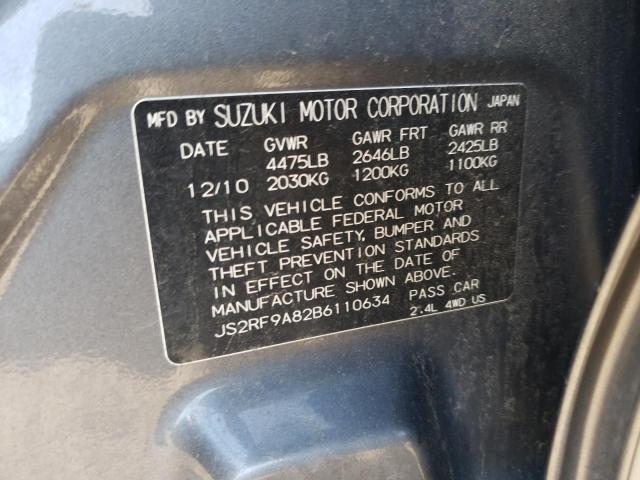 MFD BY SUZUKI MOTOR CORPORATION JAPAN
DATE GVWR GAWR FRT GAWR RR
4475LB 2646LB 2425LB
12/10 2030KG 1200KG 1100KG
THIS VEHICLE CONFORMS TO ALL
APPLICABLE FEDERAL MOTOR
VEHICLE SAFETY, BUMPER AND
THEFT PREVENTION STANDARDS
IN EFFECT ON THE DATE OF
MANUFACTURE SHOWN ABOVE.
JS2RF9A82B6110634 PASS CAR
2.4L 4WD US